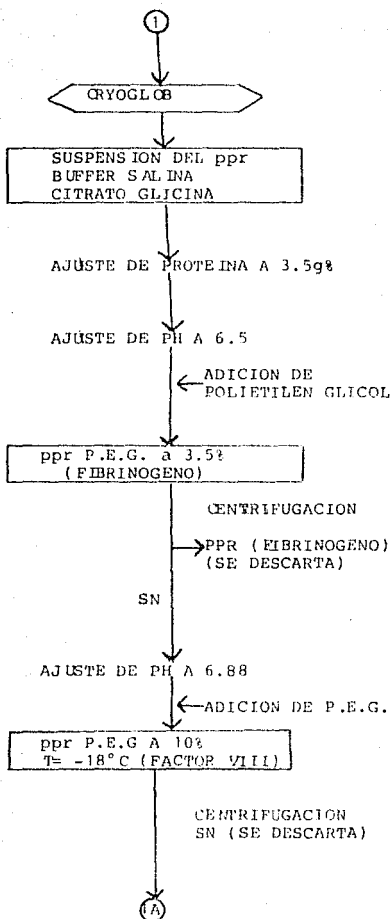 1
CRYOGLOB
SUSPENSION DEL ppr
BUFFER SALINA
CITRATO GLICINA
AJUSTE DE PROTEINA A 3.5g%
AJUSTE DE PH A 6.5
ADICION DE
POLIETILEN GLICOL
ppr P.E.G. a 3.5%
(FIBRINOGENO)
CENTRIFUGACION
PPR (FIBRINOGENO)
(SE DESCARTA)
SN
AJUSTE DE PH A 6.88
ADICION DE P.E.G.
ppr P.E.G A 10%
T= -18°C (FACTOR VIII)
CENTRIFUGACION
SN (SE DESCARTA)
1A